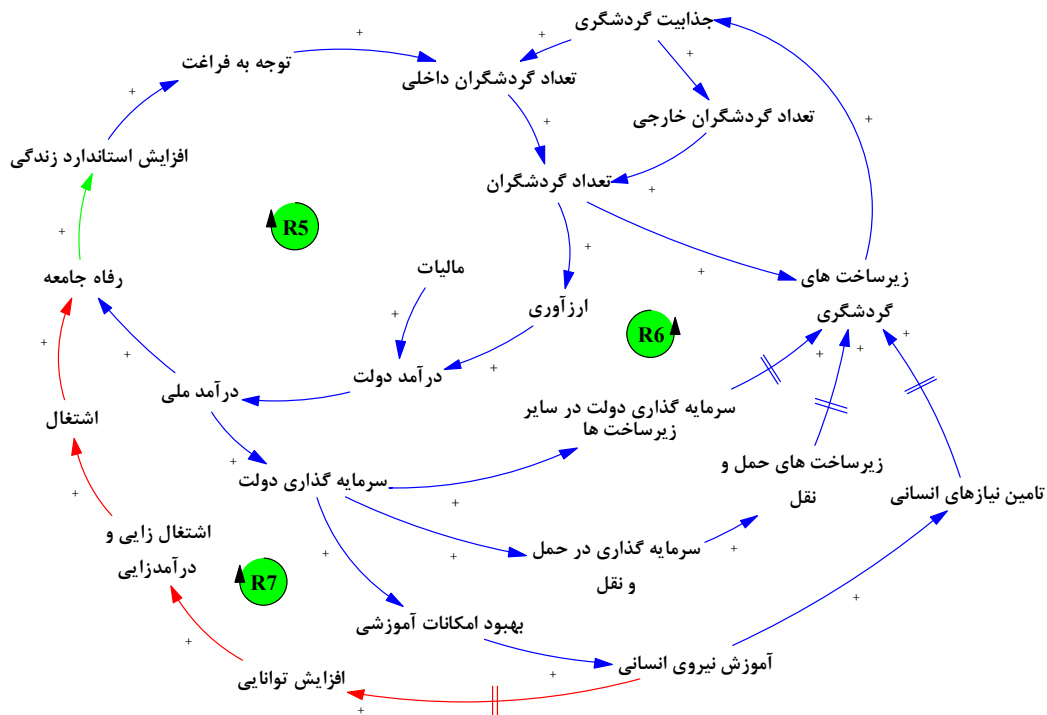 جذابیت گردشگری
+
+
توجه به فراغت
تعداد گردشگران داخلی
+
+
+
تعداد گردشگران خارجی
+
+
+
افزایش استاندارد زندگی
تعداد گردشگران
+
R5
+
+
مالیات
+
رفاه جامعه
زیرساخت های
گردشگری
ارزآوری
+
R6
+
+
+
+
+
+
درآمد دولت
+
درآمد ملی
+
اشتغال
سرمایه گذاری دولت در سایر
زیرساخت ها
+
سرمایه گذاری دولت
زیرساخت های حمل و
نقل
تامین نیازهای انسانی
+
+
اشتغال زایی و
درآمدزایی
+
+
+
سرمایه گذاری در حمل
و نقل
R7
+
بهبود امکانات آموزشی
+
آموزش نیروی انسانی
افزایش توانایی
+
+